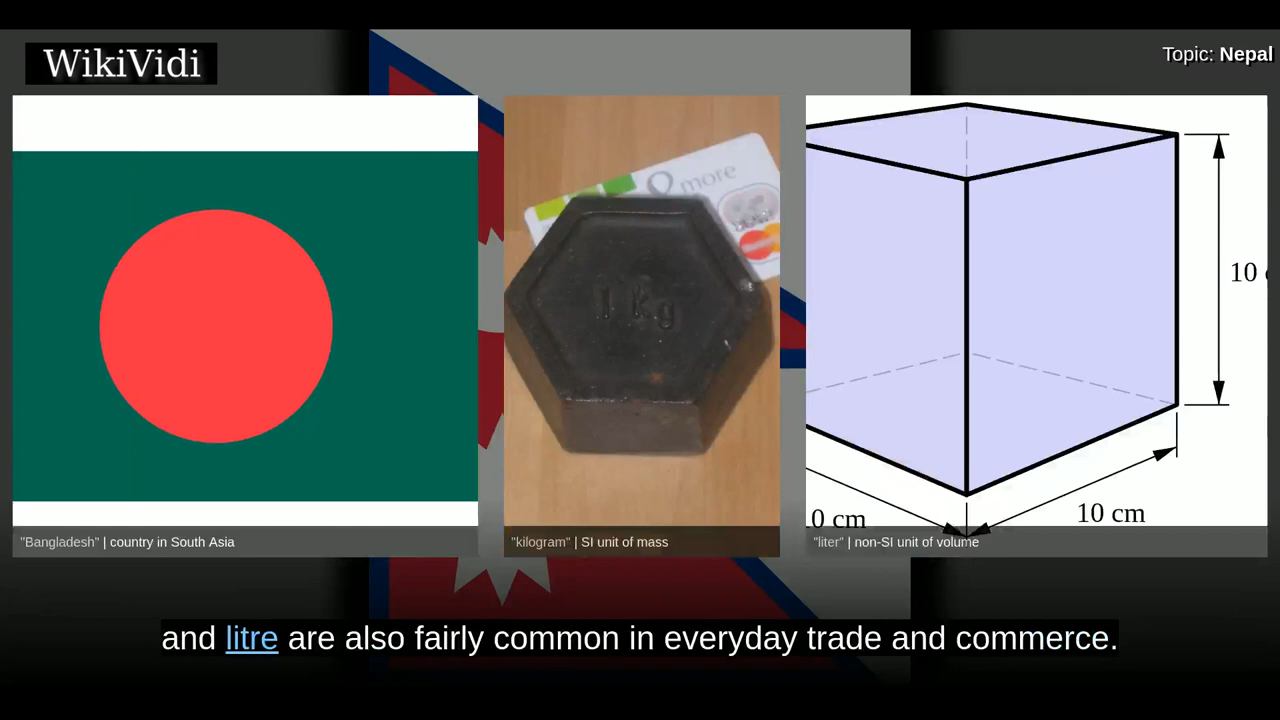 WikiVidi
Topic: Nepal
more
1 kg
10
0 cm
10 cm
"Bangladesh" | country in South Asia
"kilogram" | SI unit of mass
"liter" | non-SI unit of volume
and litre are also fairly common in everyday trade and commerce.